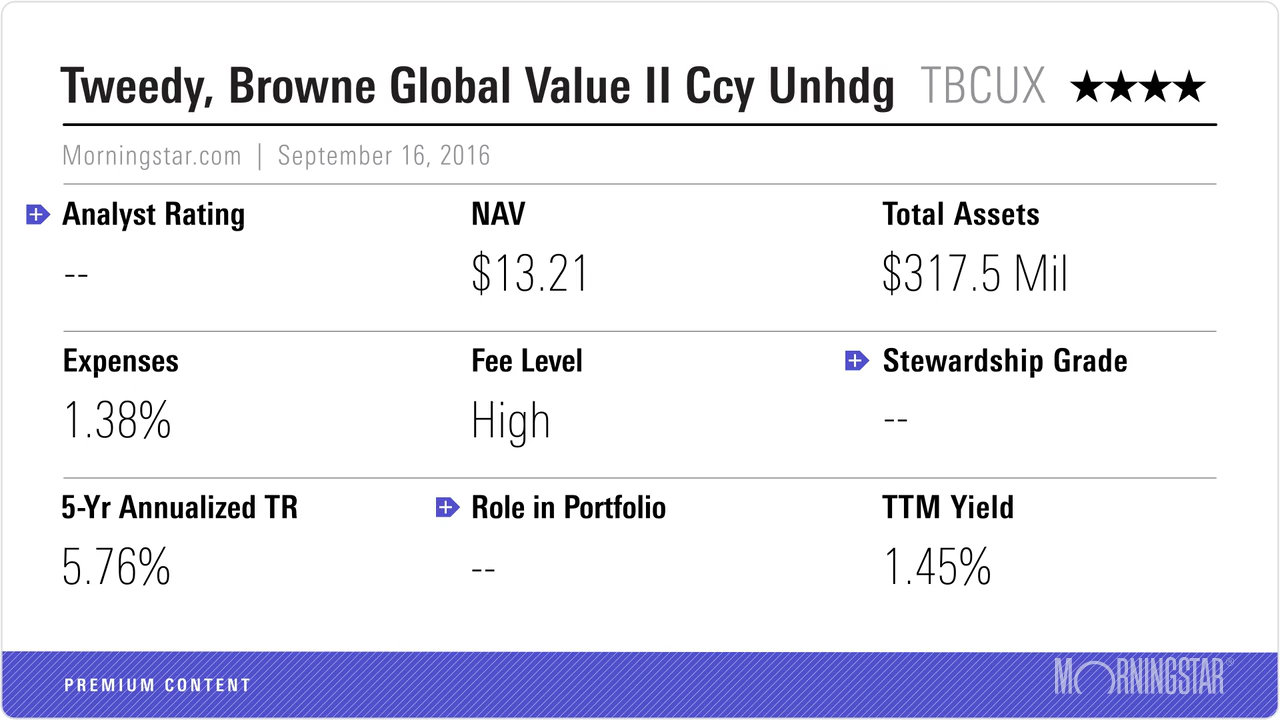 Tweedy, Browne Global Value II Ccy Unhdg TBCUX ★★★★
Morningstar.com | September 16, 2016
Analyst Rating NAV Total Assets
-- $13.21 $317.5 Mil
Expenses Fee Level Stewardship Grade
1.38% High --
5-Yr Annualized TR Role in Portfolio TTM Yield
5.76% -- 1.45%
PREMIUM CONTENT MORNINGSTAR®